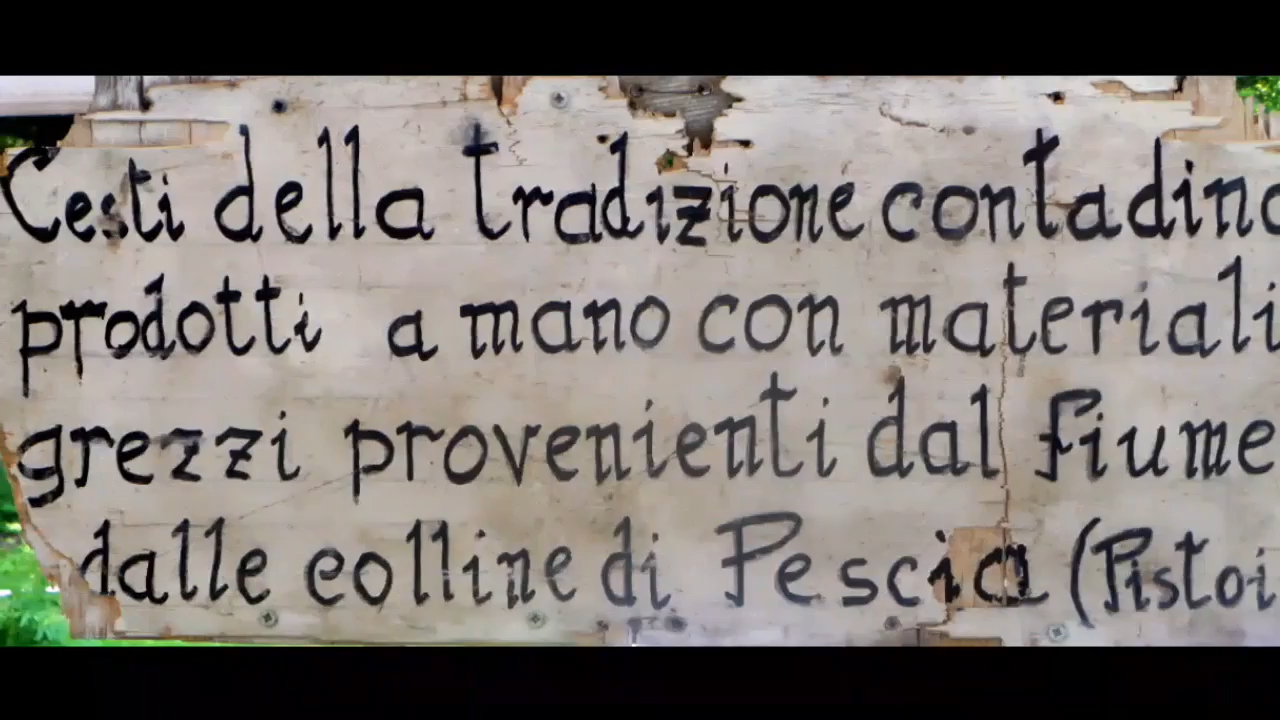 Cesti della tradizione contadina
prodotti a mano con materiali
grezzi provenienti dal fiume
dalle colline di Pescia (Pistoi